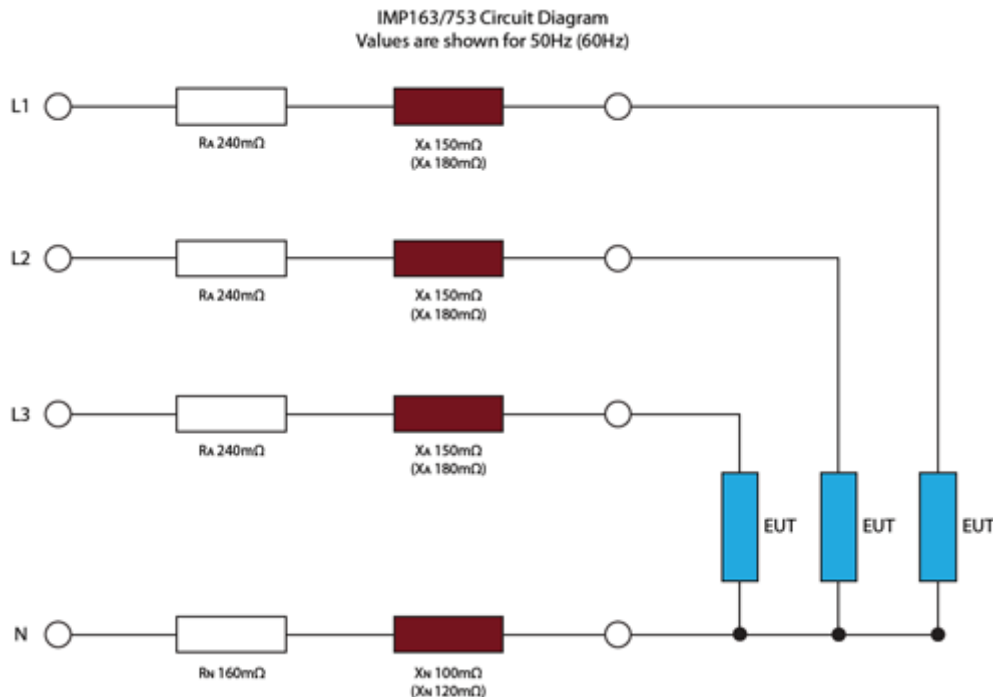 IMP163/753 Circuit Diagram
Values are shown for 50Hz (60Hz)
L1
RA 240mΩ
XA 150mΩ
(XA 180mΩ)
L2
RA 240mΩ
XA 150mΩ
(XA 180mΩ)
L3
RA 240mΩ
XA 150mΩ
(XA 180mΩ)
EUT
EUT
EUT
N
RN 160mΩ
XN 100mΩ
(XN 120mΩ)